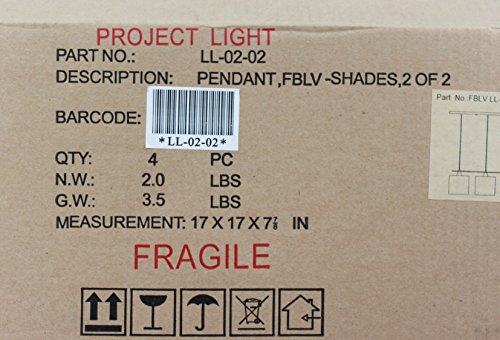 PROJECT LIGHT
PART NO.: LL-02-02
DESCRIPTION: PENDANT,FBLV-SHADES,2 OF 2
Part No.:FBLV LL-
BARCODE:
*LL-02-02*
QTY: 4 PC
N.W.: 2.0 LBS
G.W.: 3.5 LBS
MEASUREMENT: 17 X 17 X 7⅞ IN
FRAGILE